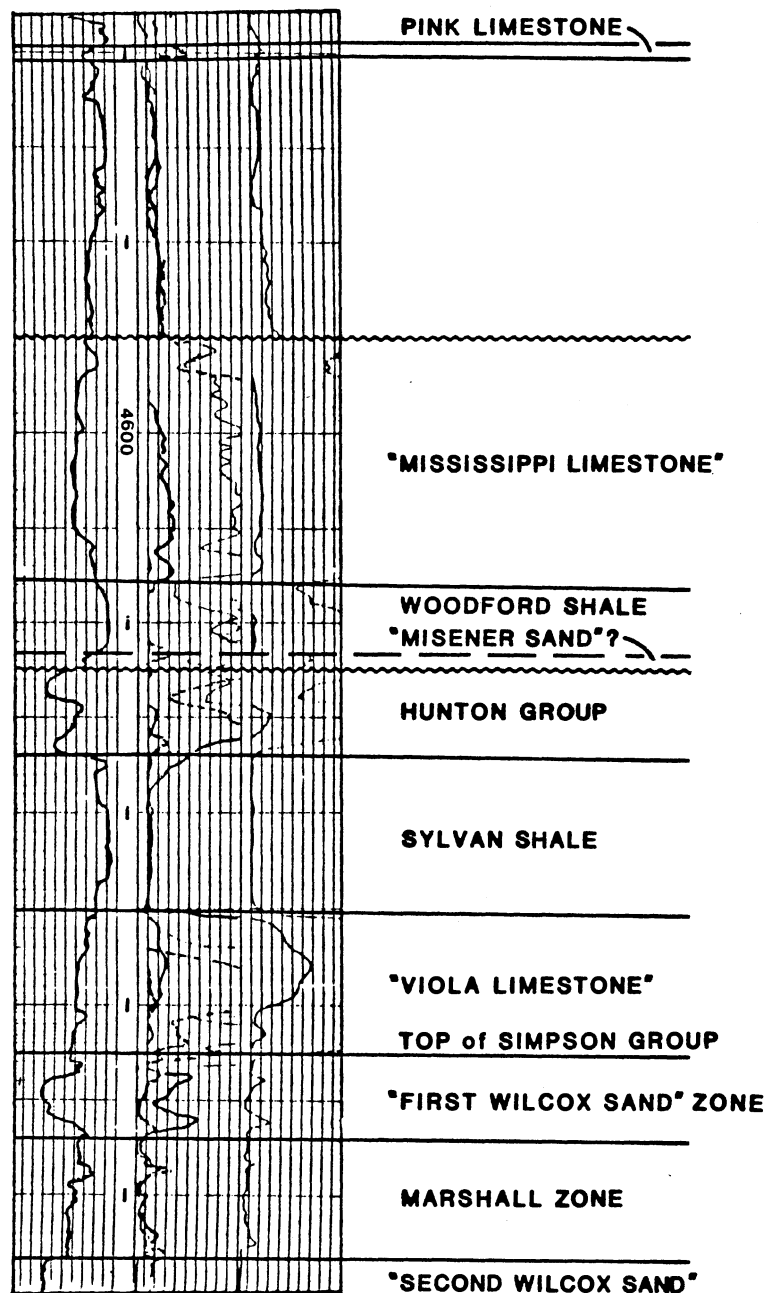 PINK LIMESTONE
4600
"MISSISSIPPI LIMESTONE"
WOODFORD SHALE
"MISENER SAND"?
HUNTON GROUP
SYLVAN SHALE
"VIOLA LIMESTONE"
TOP of SIMPSON GROUP
"FIRST WILCOX SAND" ZONE
MARSHALL ZONE
"SECOND WILCOX SAND"